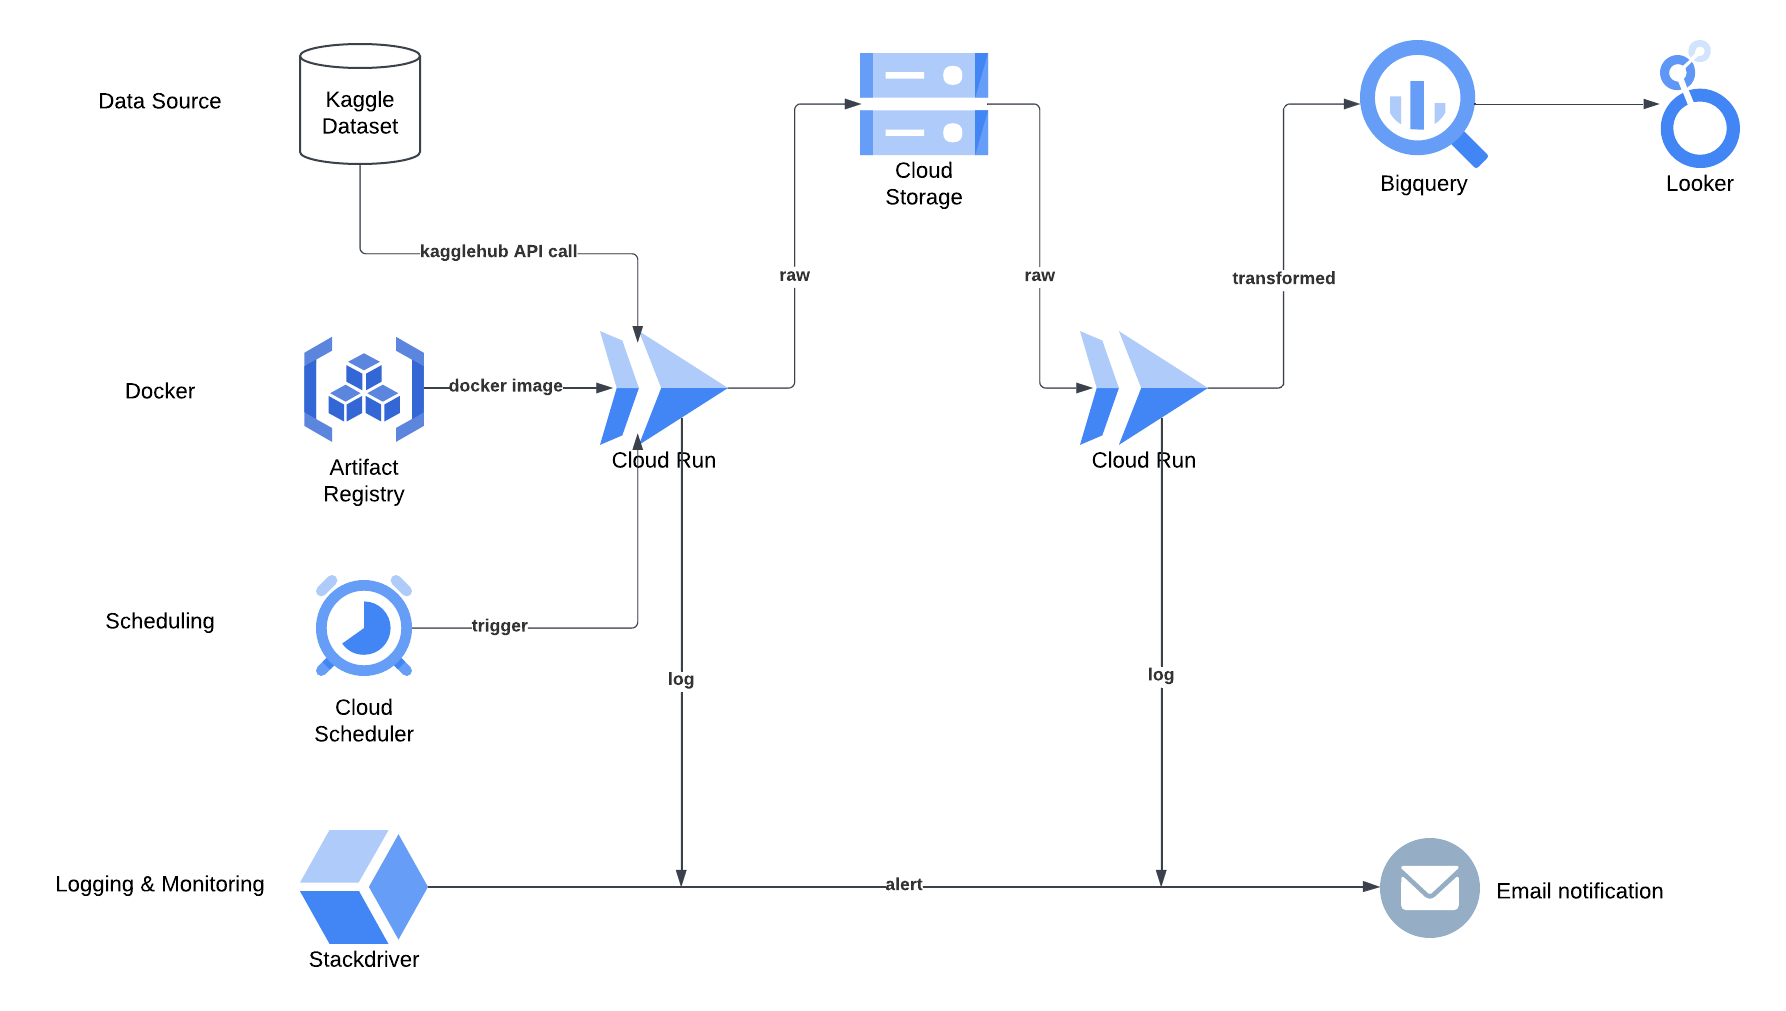 Data Source
Kaggle
Dataset
Cloud
Storage
Bigquery
Looker
kagglehub API call
raw
raw
transformed
Docker
docker image
Artifact
Registry
Cloud Run
Cloud Run
Scheduling
trigger
Cloud
Scheduler
log
log
Logging & Monitoring
alert
Email notification
Stackdriver